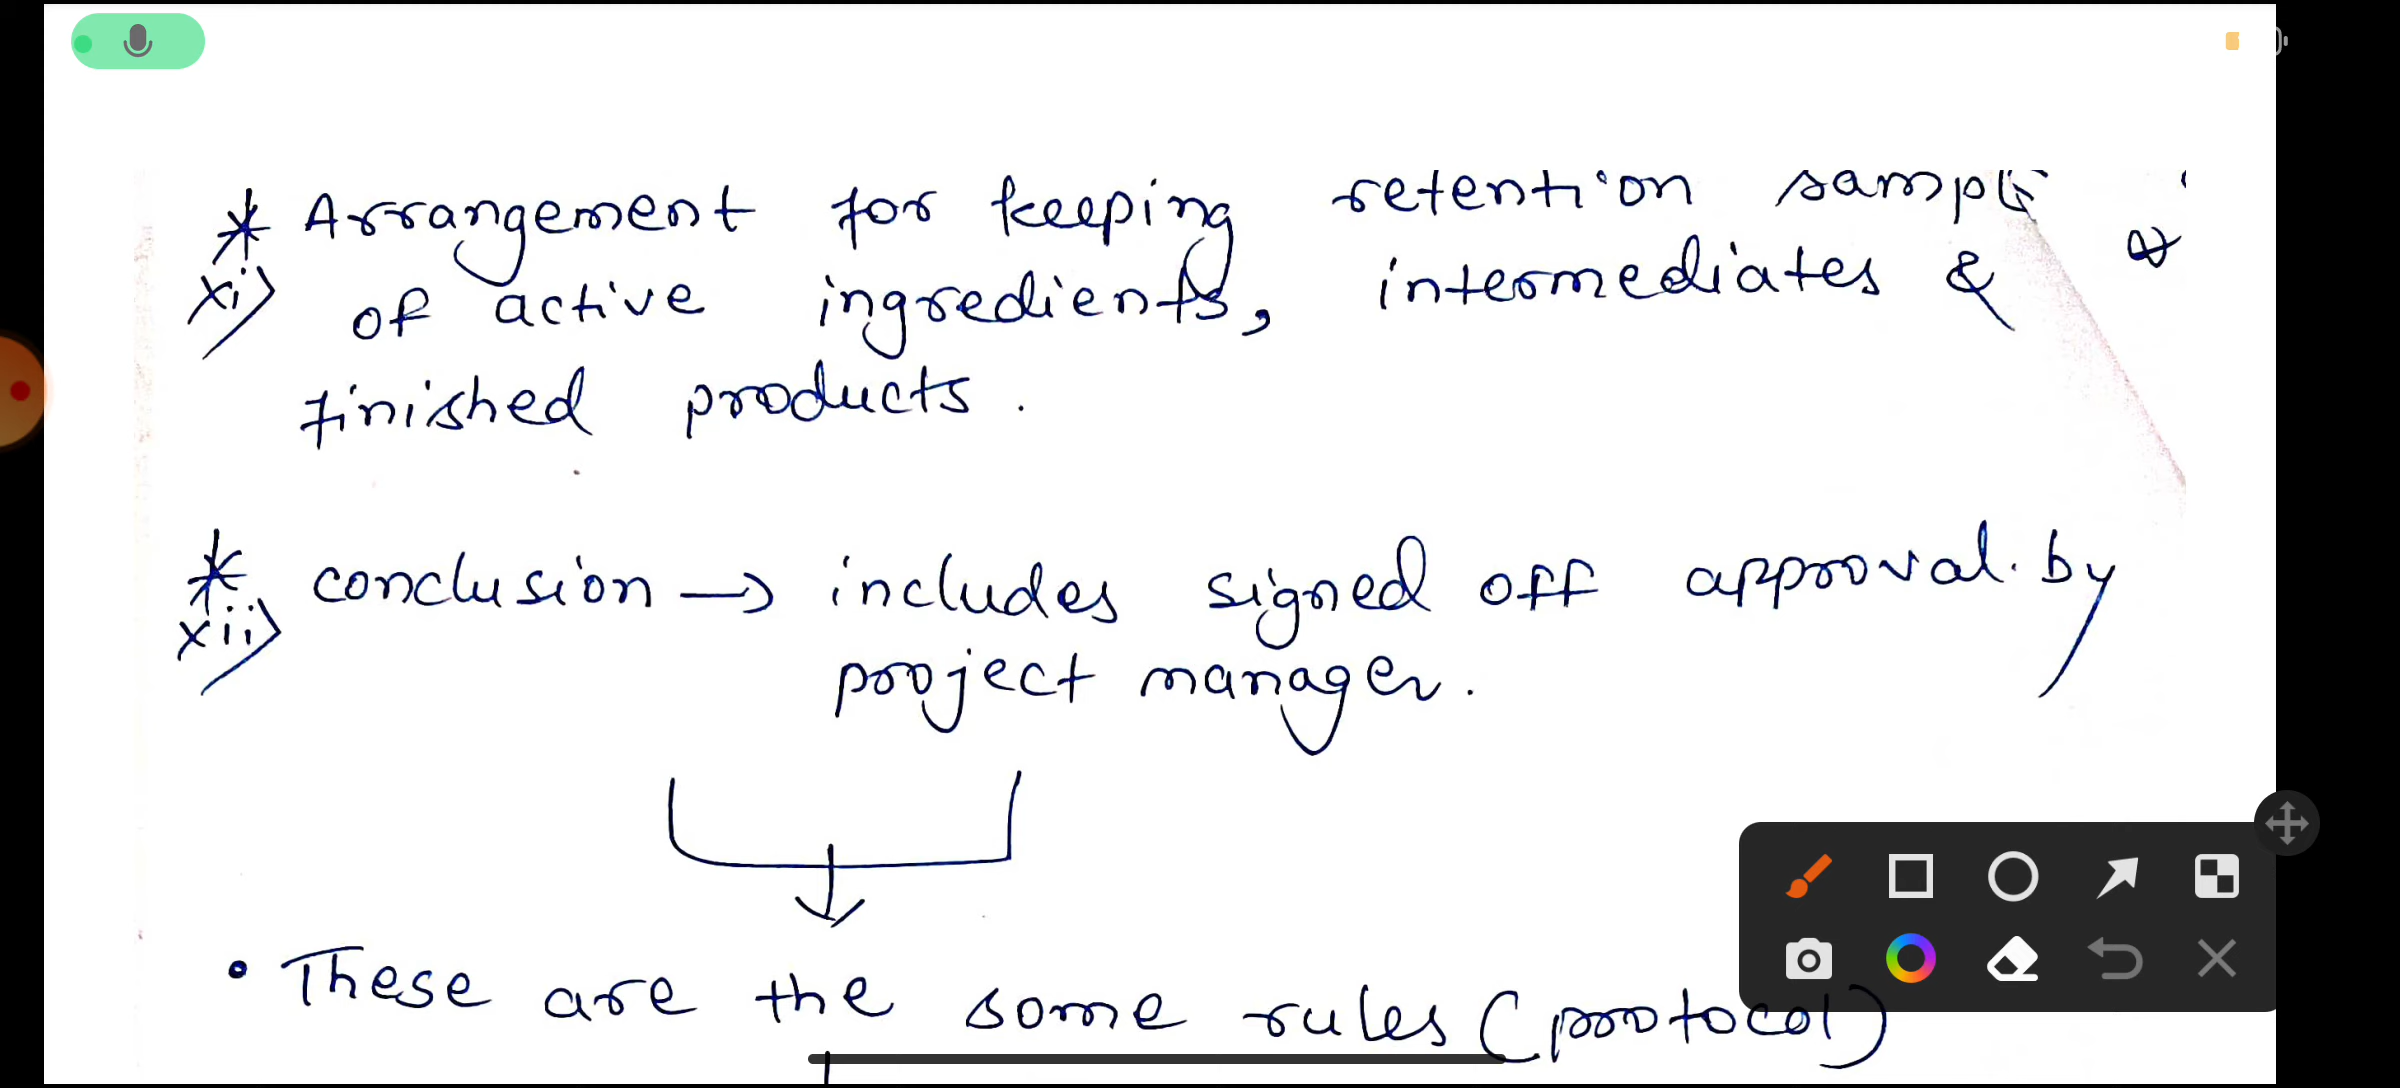 * Arrangement for keeping retention
xi) of active ingredients, intermediates &
finished products.
* conclusion → includes signed off approval. by
xii) project manager.
• These are the some rules (protocol)